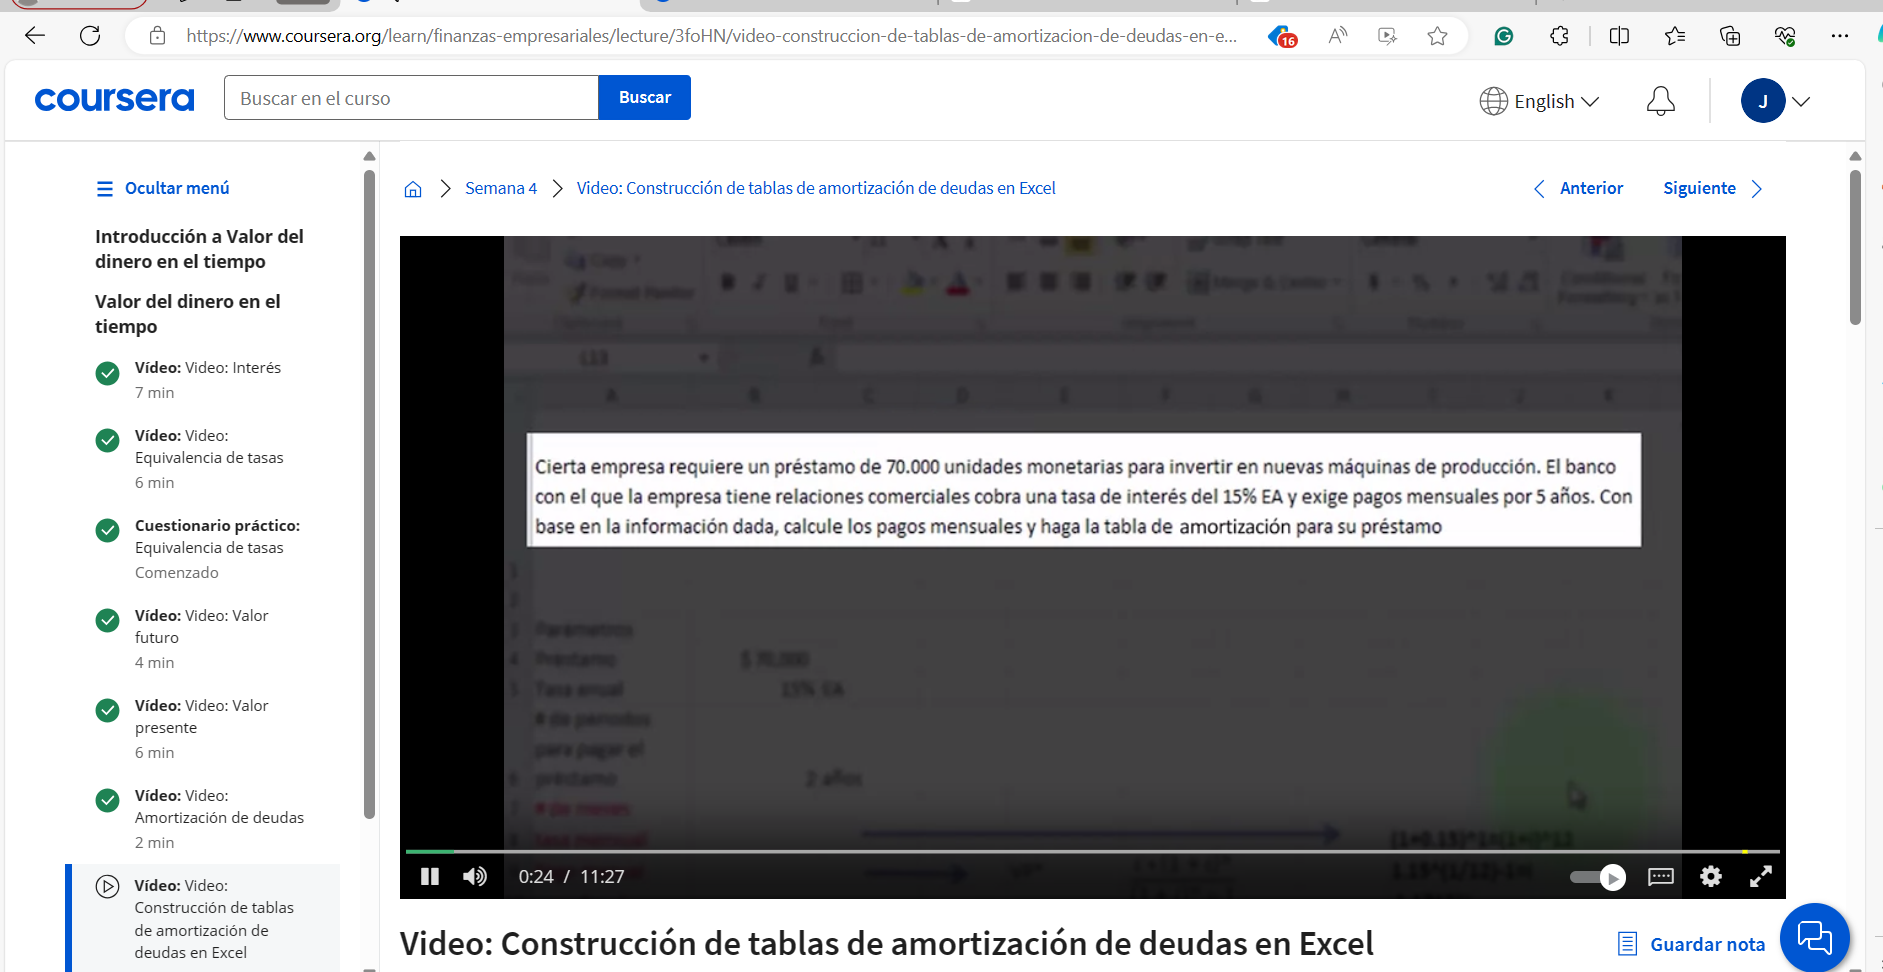 https://www.coursera.org/learn/finanzas-empresariales/lecture/3foHN/video-construccion-de-tablas-de-amortizacion-de-deudas-en-e...
16
coursera
Buscar en el curso
Buscar
English
J
Ocultar menú
Introducción a Valor del
dinero en el tiempo
Valor del dinero en el
tiempo
Vídeo: Video: Interés
7 min
Vídeo: Video:
Equivalencia de tasas
6 min
Cuestionario práctico:
Equivalencia de tasas
Comenzado
Vídeo: Video: Valor
futuro
4 min
Vídeo: Video: Valor
presente
6 min
Vídeo: Video:
Amortización de deudas
2 min
Vídeo: Video:
Construcción de tablas
de amortización de
deudas en Excel
Semana 4
Video: Construcción de tablas de amortización de deudas en Excel
Anterior
Siguiente
Copy
Format Painter
Merge & Center
L13
A B C D E F G H
Cierta empresa requiere un préstamo de 70.000 unidades monetarias para invertir en nuevas máquinas de producción. El banco
con el que la empresa tiene relaciones comerciales cobra una tasa de interés del 15% EA y exige pagos mensuales por 5 años. Con
base en la información dada, calcule los pagos mensuales y haga la tabla de amortización para su préstamo
Parámetros
Préstamo $ 70,000
Tasa anual 15% EA
# de periodos
para pagar el
préstamo 2 años
# de meses
Tasa mensual
0:24 / 11:27
Video: Construcción de tablas de amortización de deudas en Excel
Guardar nota